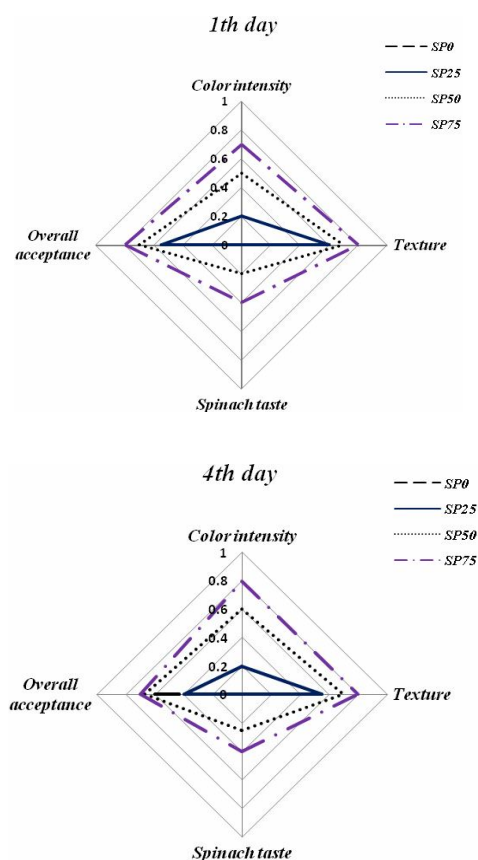 1th day
SP0
SP25
SP50
SP75
Color intensity
1
0.8
0.6
0.4
0.2
0
Overall
acceptance
Texture
Spinach taste
4th day
SP0
SP25
SP50
SP75
Color intensity
1
0.8
0.6
0.4
0.2
0
Overall
acceptance
Texture
Spinach taste